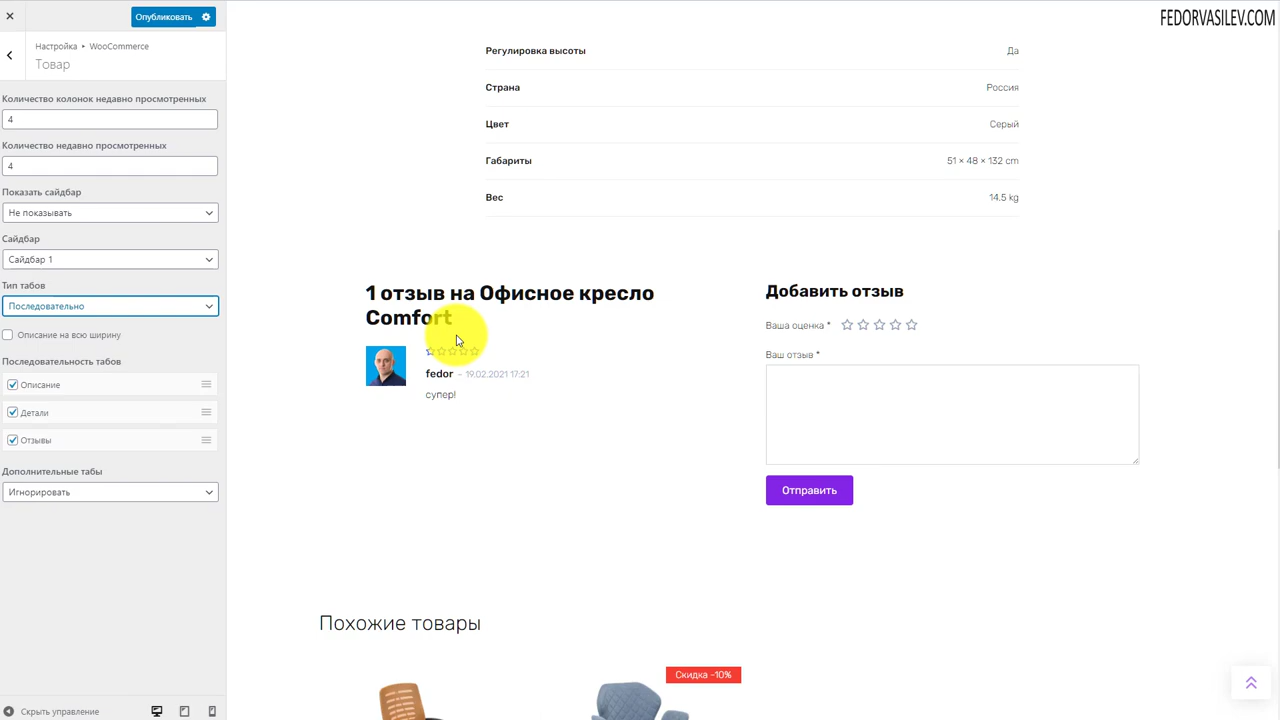 FEDORVASILEV.COM
Опубликовать
Настройка ▸ WooCommerce
Товар
Количество колонок недавно просмотренных
4
Количество недавно просмотренных
4
Показать сайдбар
Не показывать
Сайдбар
Сайдбар 1
Тип табов
Последовательно
Описание на всю ширину
Последовательность табов
Описание
Детали
Отзывы
Дополнительные табы
Игнорировать
Скрыть управление
Регулировка высоты Да
Страна Россия
Цвет Серый
Габариты 51 × 48 × 132 cm
Вес 14.5 kg
1 отзыв на Офисное кресло
Comfort
fedor – 19.02.2021 17:21
супер!
Добавить отзыв
Ваша оценка *
Ваш отзыв *
Отправить
Похожие товары
Скидка -10%